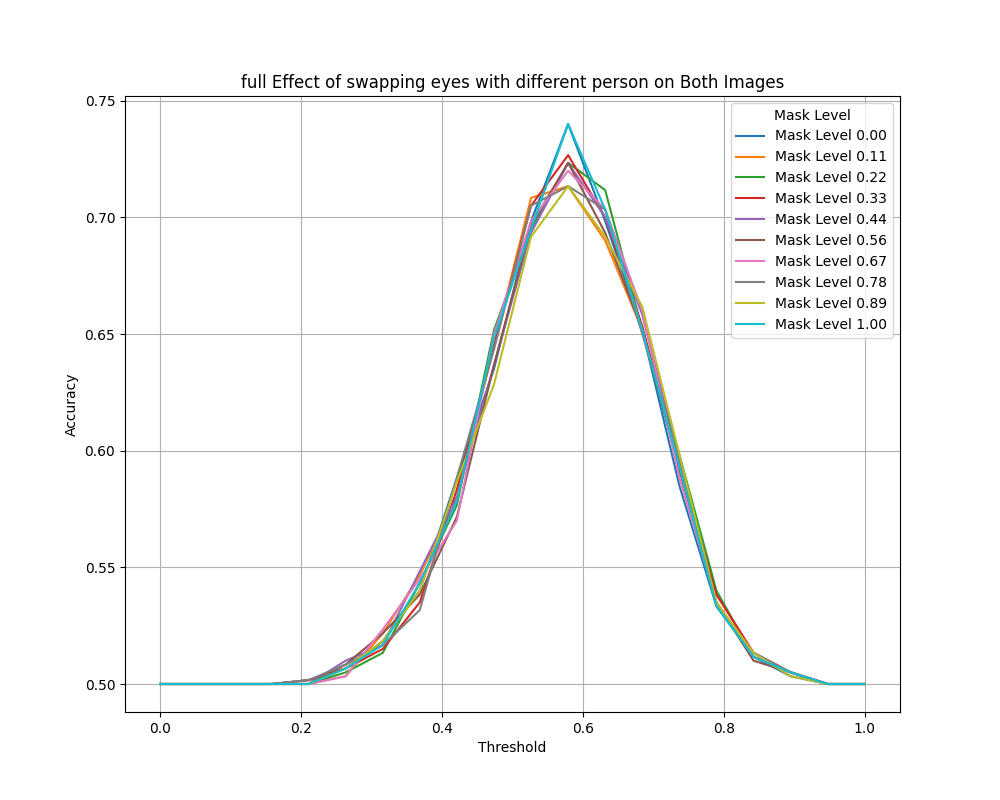 full Effect of swapping eyes with different person on Both Images
Accuracy
0.75
0.70
0.65
0.60
0.55
0.50
0.0 0.2 0.4 0.6 0.8 1.0
Threshold
Mask Level
Mask Level 0.00
Mask Level 0.11
Mask Level 0.22
Mask Level 0.33
Mask Level 0.44
Mask Level 0.56
Mask Level 0.67
Mask Level 0.78
Mask Level 0.89
Mask Level 1.00